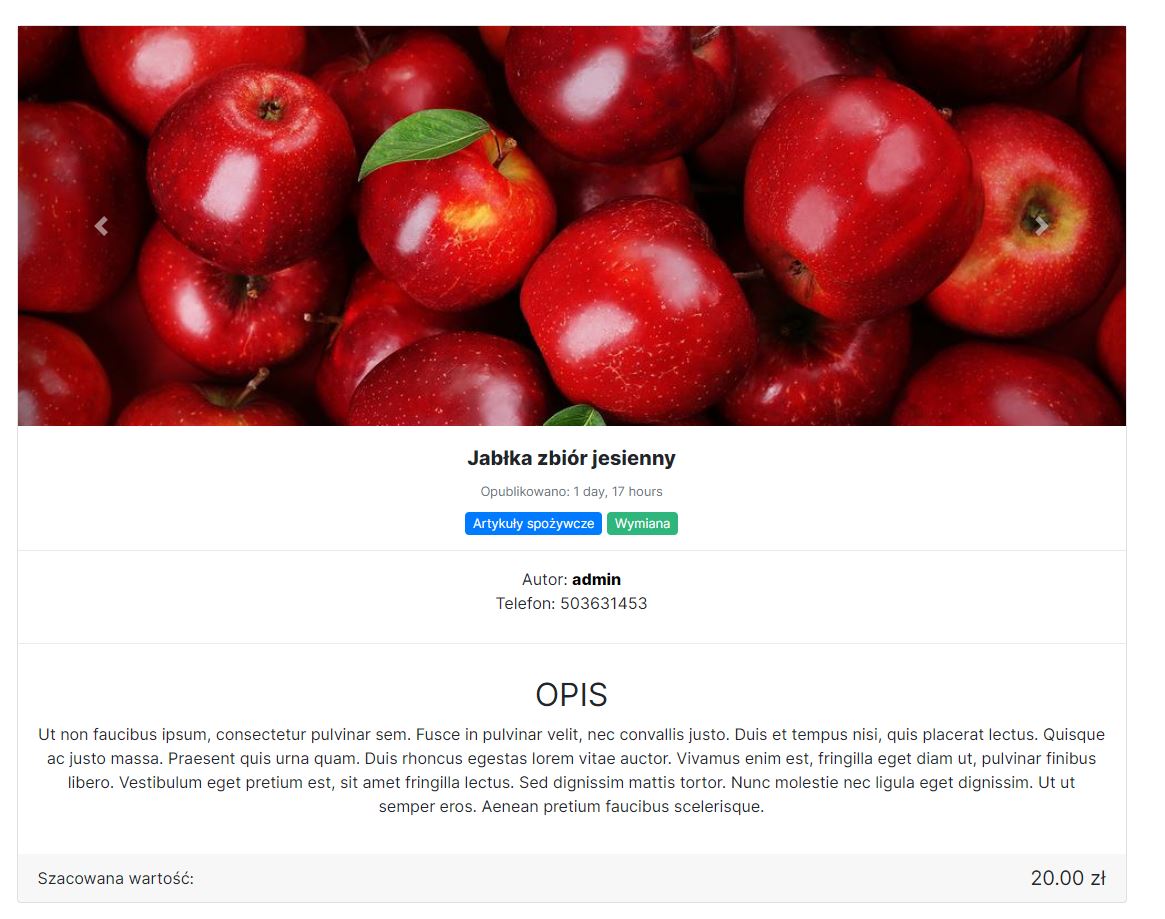 Jabłka zbiór jesienny
Opublikowano: 1 day, 17 hours
Artykuły spożywcze Wymiana
Autor: admin
Telefon: 503631453
OPIS
Ut non faucibus ipsum, consectetur pulvinar sem. Fusce in pulvinar velit, nec convallis justo. Duis et tempus nisi, quis placerat lectus. Quisque
ac justo massa. Praesent quis urna quam. Duis rhoncus egestas lorem vitae auctor. Vivamus enim est, fringilla eget diam ut, pulvinar finibus
libero. Vestibulum eget pretium est, sit amet fringilla lectus. Sed dignissim mattis tortor. Nunc molestie nec ligula eget dignissim. Ut ut
semper eros. Aenean pretium faucibus scelerisque.
Szacowana wartość: 20.00 zł